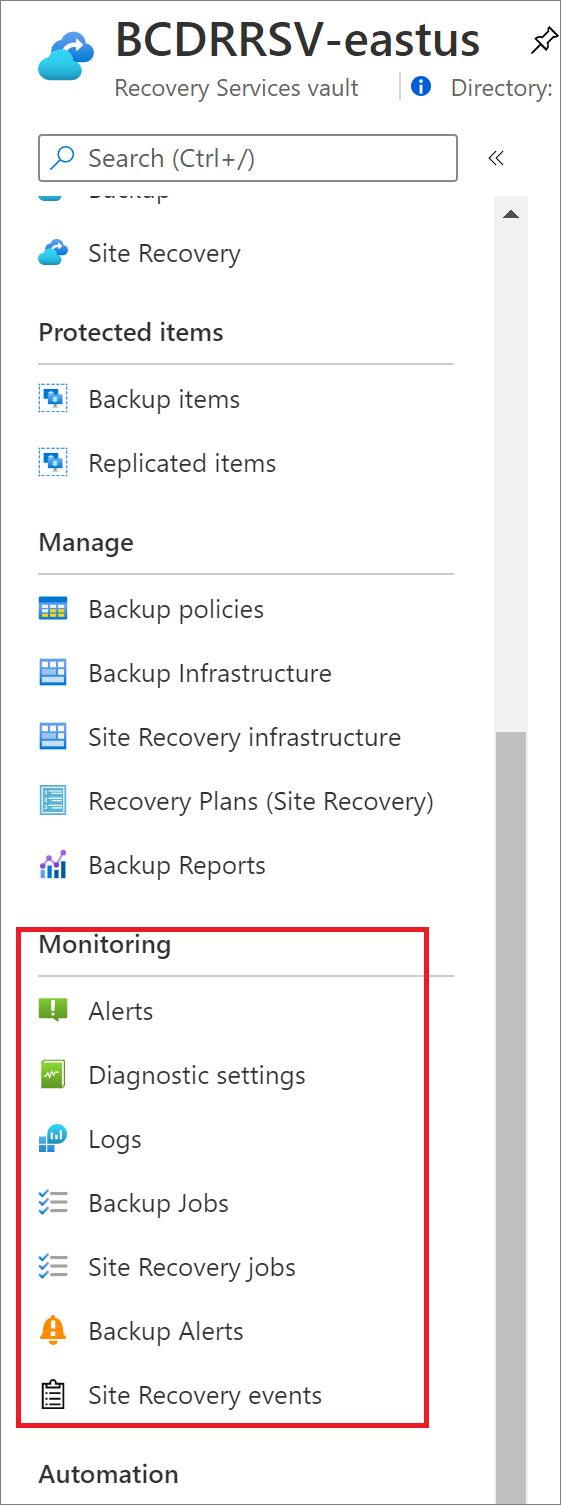 BCDRRSV-eastus
Recovery Services vault
Directory:
Search (Ctrl+/)
«
Backup
Site Recovery
Protected items
Backup items
Replicated items
Manage
Backup policies
Backup Infrastructure
Site Recovery infrastructure
Recovery Plans (Site Recovery)
Backup Reports
Monitoring
Alerts
Diagnostic settings
Logs
Backup Jobs
Site Recovery jobs
Backup Alerts
Site Recovery events
Automation